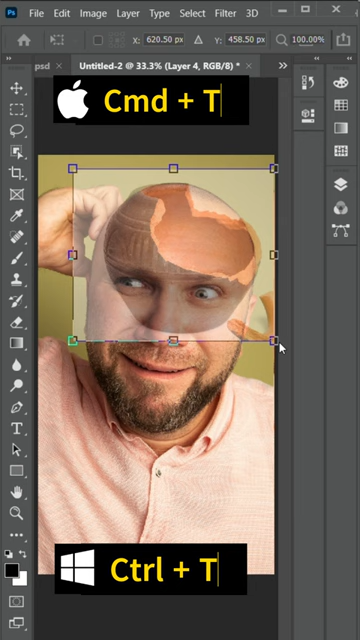 Ps File Edit Image Layer Type Select Filter 3D
X: 620.50 px Y: 458.50 px 100.00%
psd × Untitled-2 @ 33.3% (Layer 4, RGB/8) * ×
Cmd + T
Ctrl + T